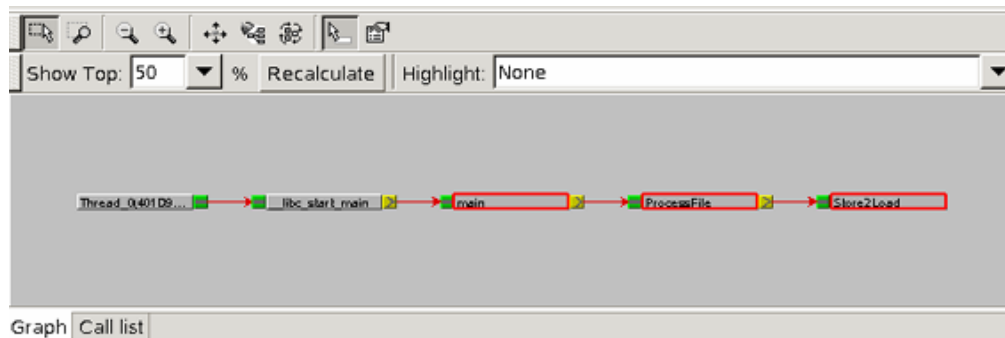 Show Top: 50 % Recalculate Highlight: None
Thread_0(401D9... __libc_start_main main ProcessFile Store2Load
Graph Call list